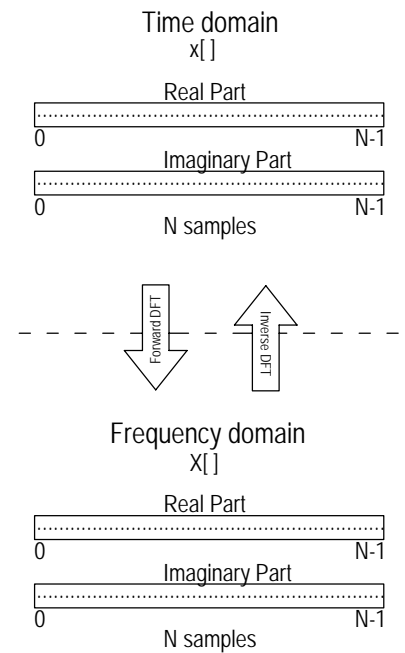 Time domain
x[ ]
Real Part
0 N-1
Imaginary Part
0 N-1
N samples
Forward DFT
Inverse DFT
Frequency domain
X[ ]
Real Part
0 N-1
Imaginary Part
0 N-1
N samples